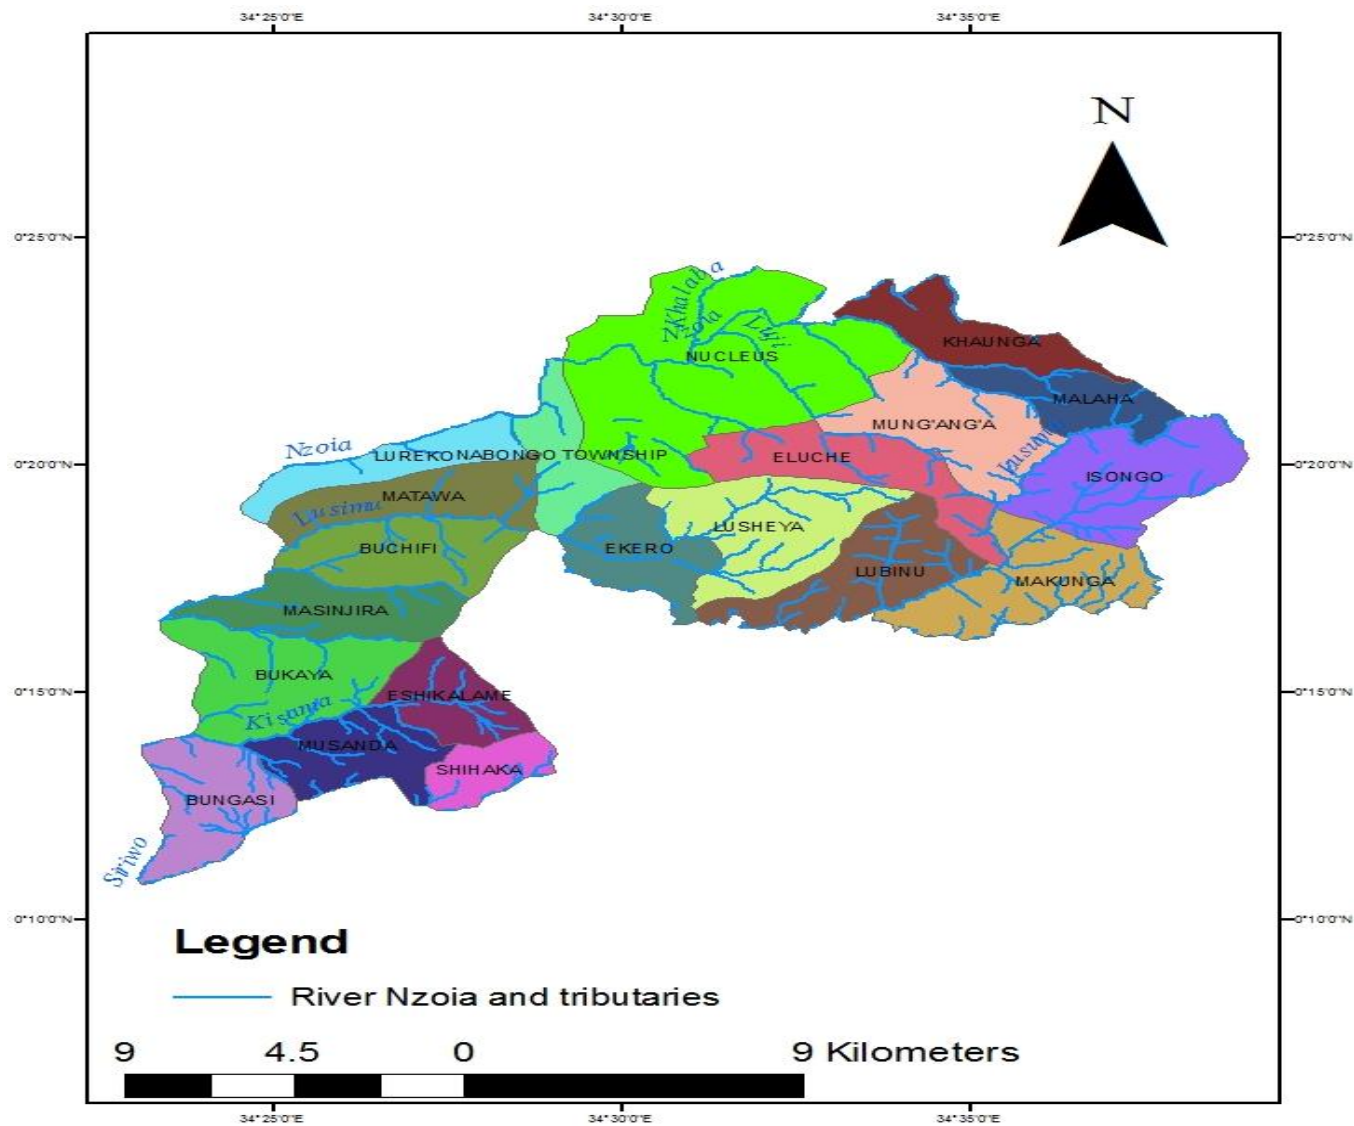 34°25'0"E 34°30'0"E 34°35'0"E
N
0°25'0"N 0°25'0"N
Khalaba
Nzoia
Luji
KHAUNGA
NUCLEUS
MALAHA
MUNG'ANG'A
Nzoia
LUREKO NABONGO TOWNSHIP ELUCHE
0°20'0"N 0°20'0"N
ISONGO
MATAWA
Lusimu
LUSHEYA
BUCHIFI EKERO
LUBINU
MAKUNGA
MASINJIRA
BUKAYA
0°15'0"N 0°15'0"N
ESHIKALAME
MUSANDA
SHIHAKA
BUNGASI
Siriwo
0°10'0"N 0°10'0"N
Legend
River Nzoia and tributaries
9 4.5 0 9 Kilometers
34°25'0"E 34°30'0"E 34°35'0"E